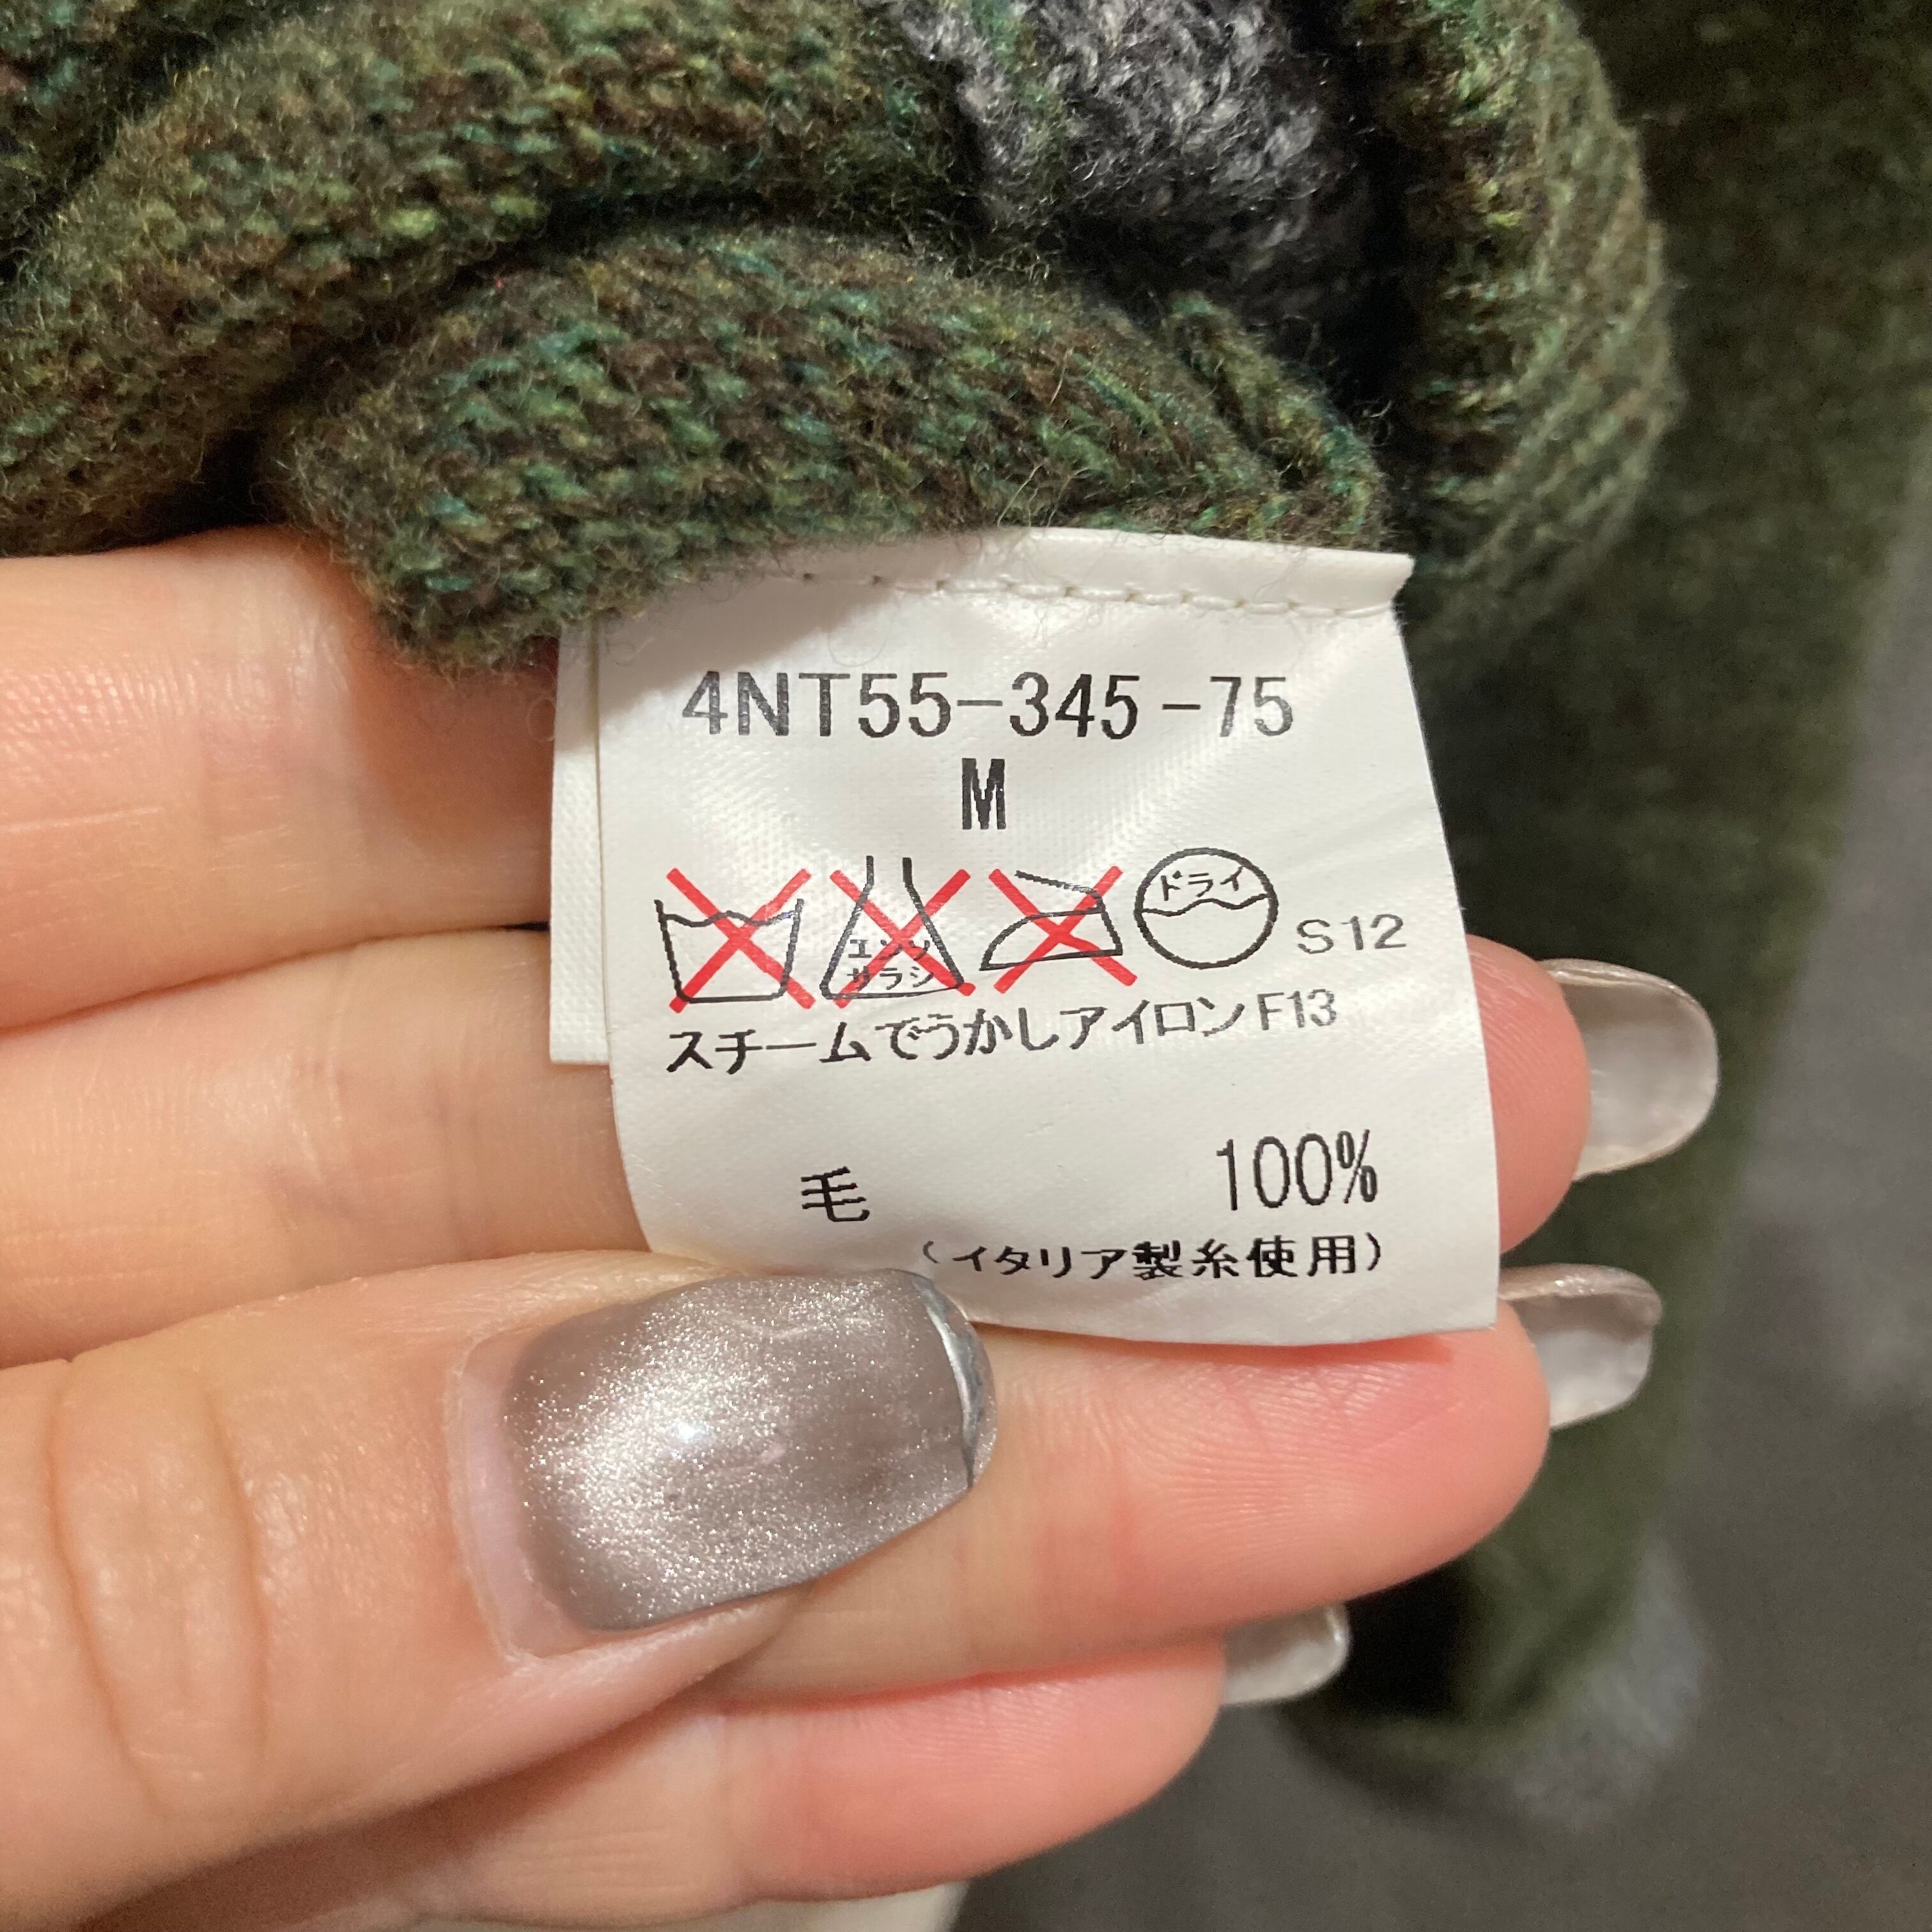 4NT55-345-75
M
エンソ
サラシ
ドライ
S12
スチームでうかしアイロンF13
毛 100%
(イタリア製糸使用)